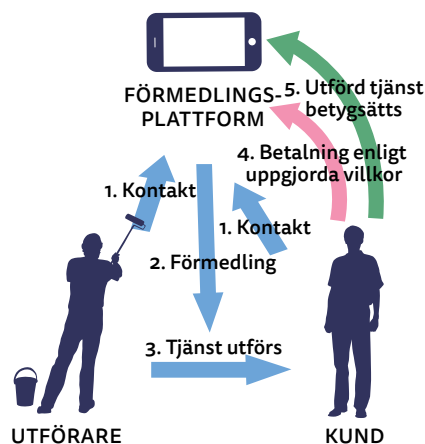 FÖRMEDLINGS-
PLATTFORM
5. Utförd tjänst
betygsätts
4. Betalning enligt
uppgjorda villkor
1. Kontakt
1. Kontakt
2. Förmedling
3. Tjänst utförs
UTFÖRARE
KUND